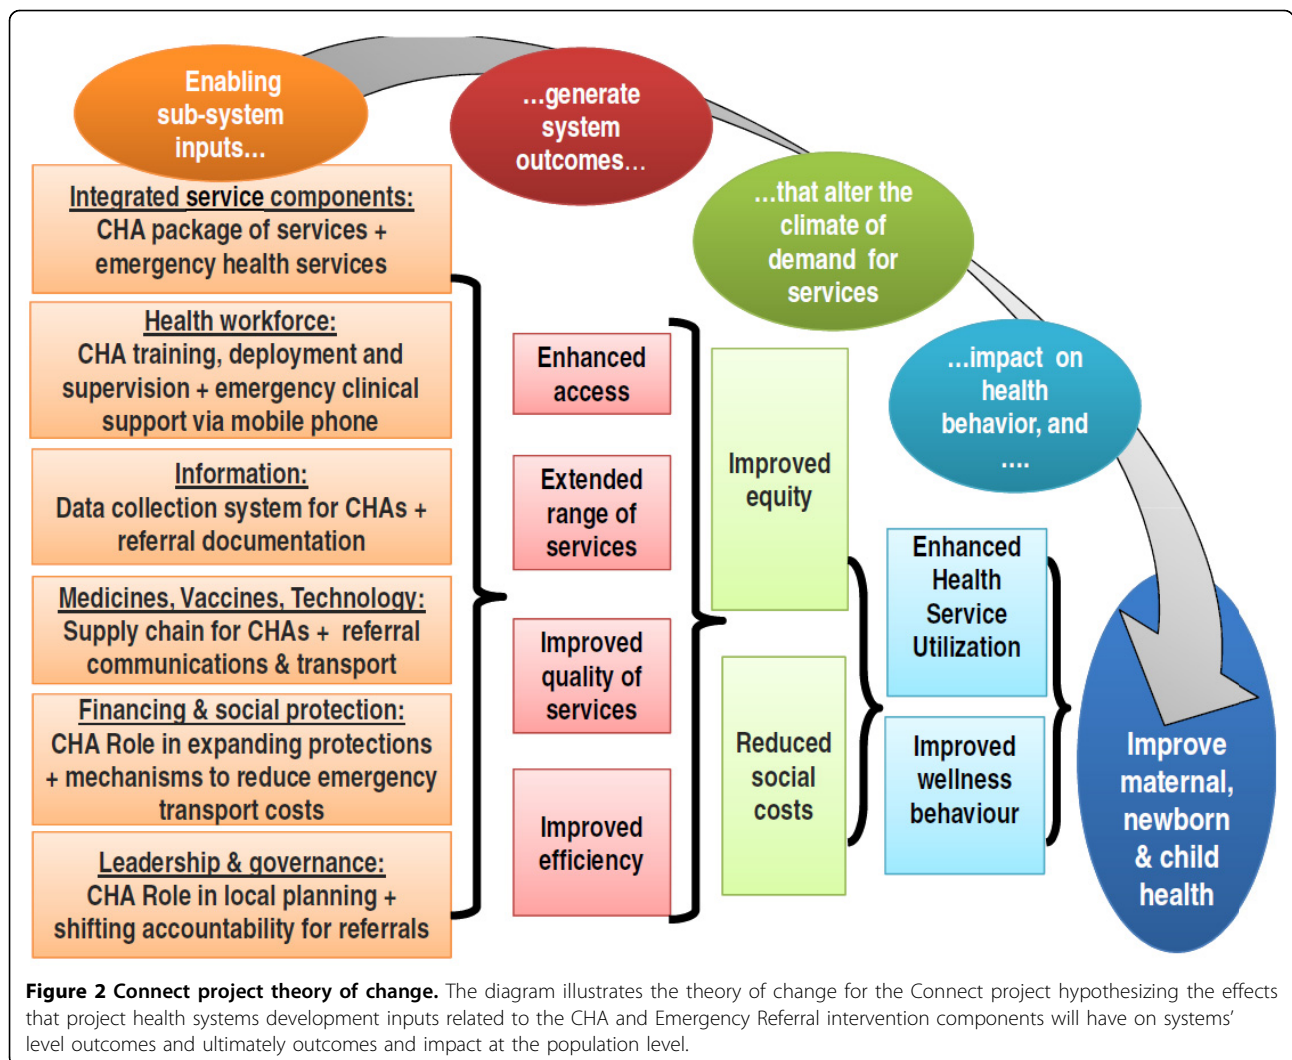 Enabling
sub-system
inputs…
…generate
system
outcomes…
…that alter the
climate of
demand for
services
…impact on
health
behavior, and
….
Integrated service components:
CHA package of services +
emergency health services
Health workforce:
CHA training, deployment and
supervision + emergency clinical
support via mobile phone
Information:
Data collection system for CHAs +
referral documentation
Medicines, Vaccines, Technology:
Supply chain for CHAs + referral
communications & transport
Financing & social protection:
CHA Role in expanding protections
+ mechanisms to reduce emergency
transport costs
Leadership & governance:
CHA Role in local planning +
shifting accountability for referrals
Enhanced
access
Extended
range of
services
Improved
quality of
services
Improved
efficiency
Improved
equity
Reduced
social
costs
Enhanced
Health
Service
Utilization
Improved
wellness
behaviour
Improve
maternal,
newborn
& child
health
Figure 2 Connect project theory of change. The diagram illustrates the theory of change for the Connect project hypothesizing the effects
that project health systems development inputs related to the CHA and Emergency Referral intervention components will have on systems'
level outcomes and ultimately outcomes and impact at the population level.